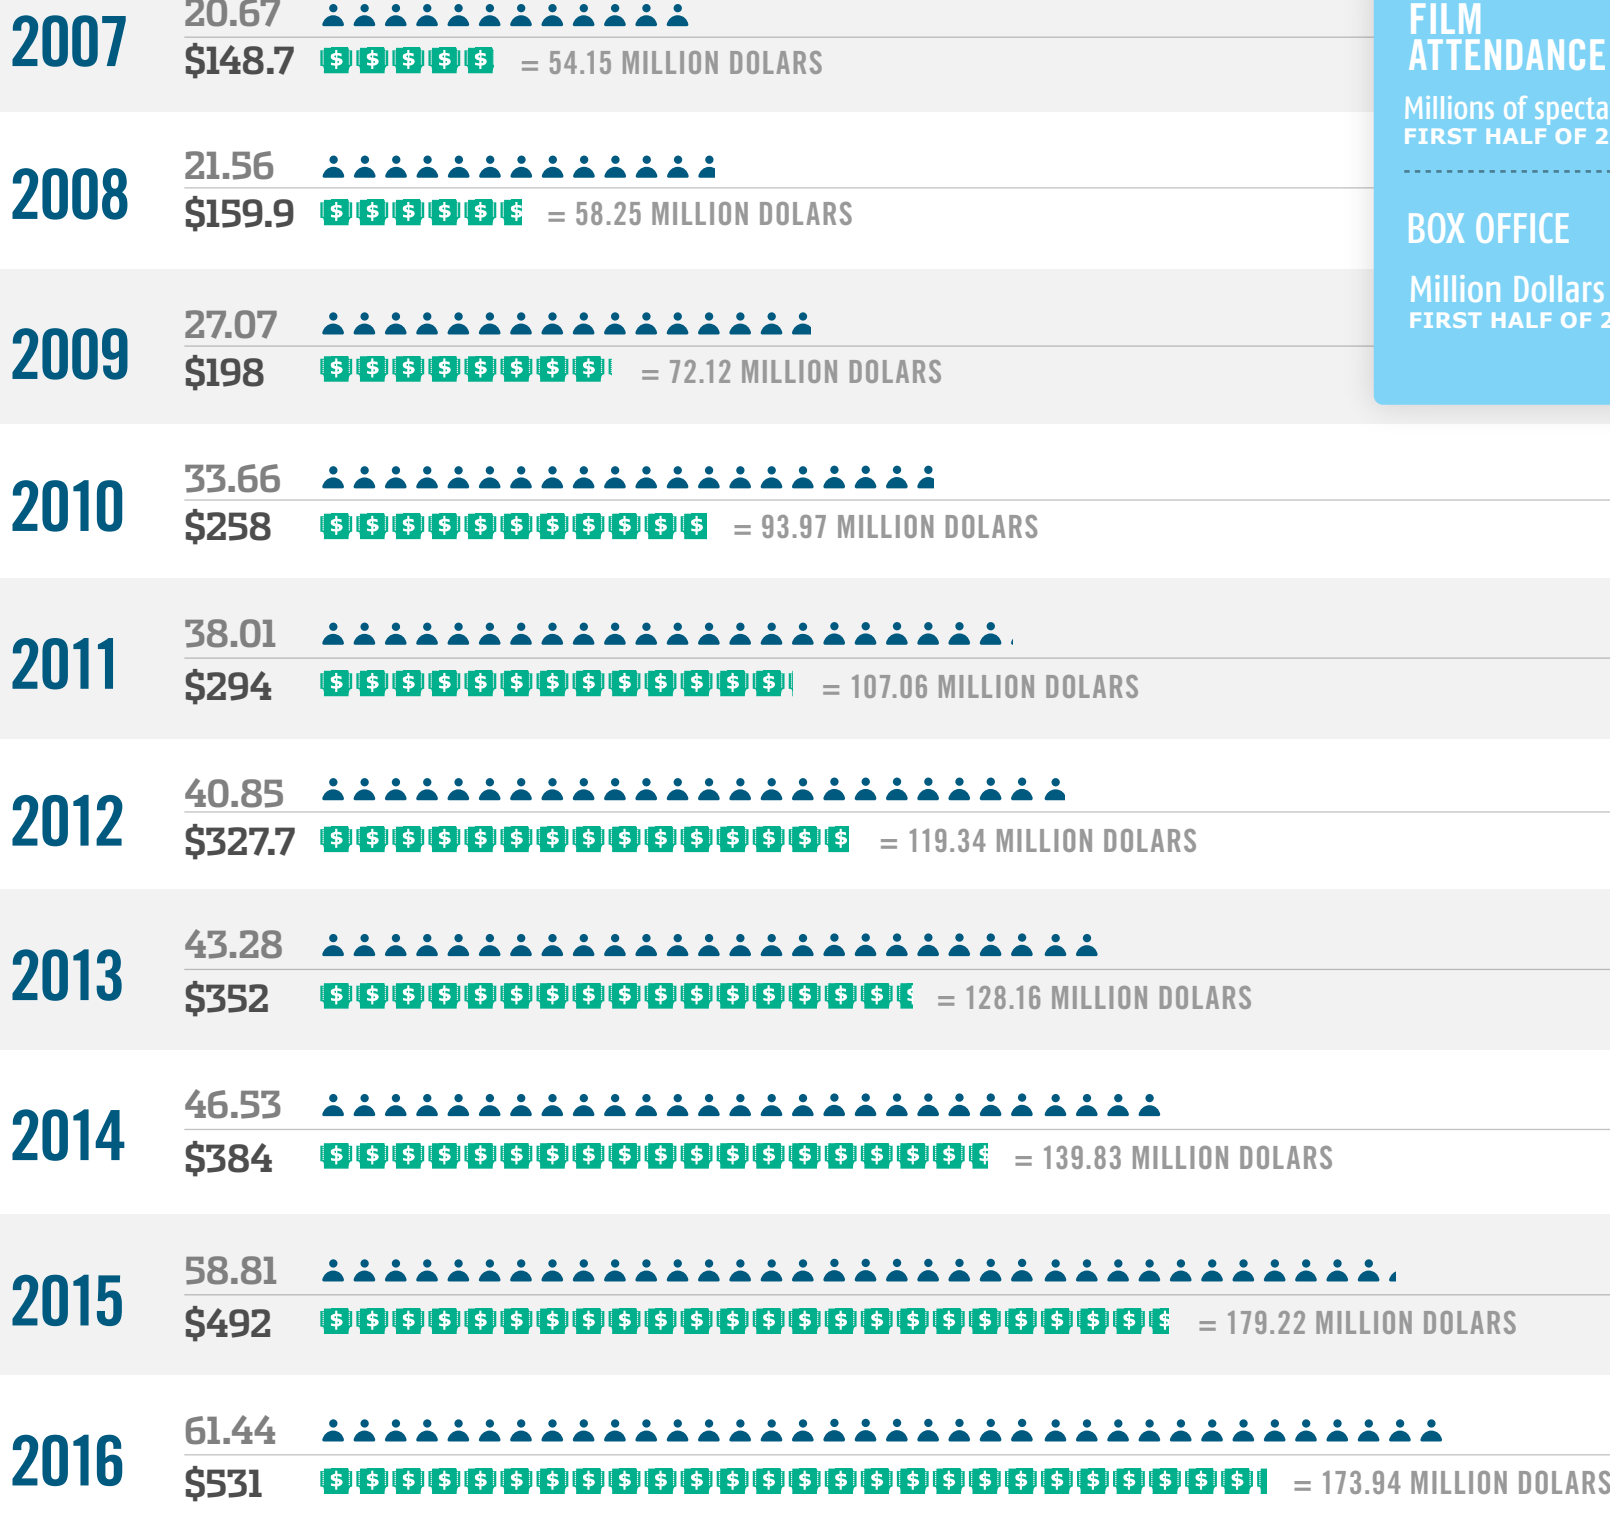 2007
20.67
$148.7
= 54.15 MILLION DOLARS
FILM
ATTENDANCE
Millions of
FIRST HALF OF
BOX OFFICE
Million Dollars
FIRST HALF OF
2008
21.56
$159.9
= 58.25 MILLION DOLARS
2009
27.07
$198
= 72.12 MILLION DOLARS
2010
33.66
$258
= 93.97 MILLION DOLARS
2011
38.01
$294
= 107.06 MILLION DOLARS
2012
40.85
$327.7
= 119.34 MILLION DOLARS
2013
43.28
$352
= 128.16 MILLION DOLARS
2014
46.53
$384
= 139.83 MILLION DOLARS
2015
58.81
$492
= 179.22 MILLION DOLARS
2016
61.44
$531
= 173.94 MILLION DOLARS